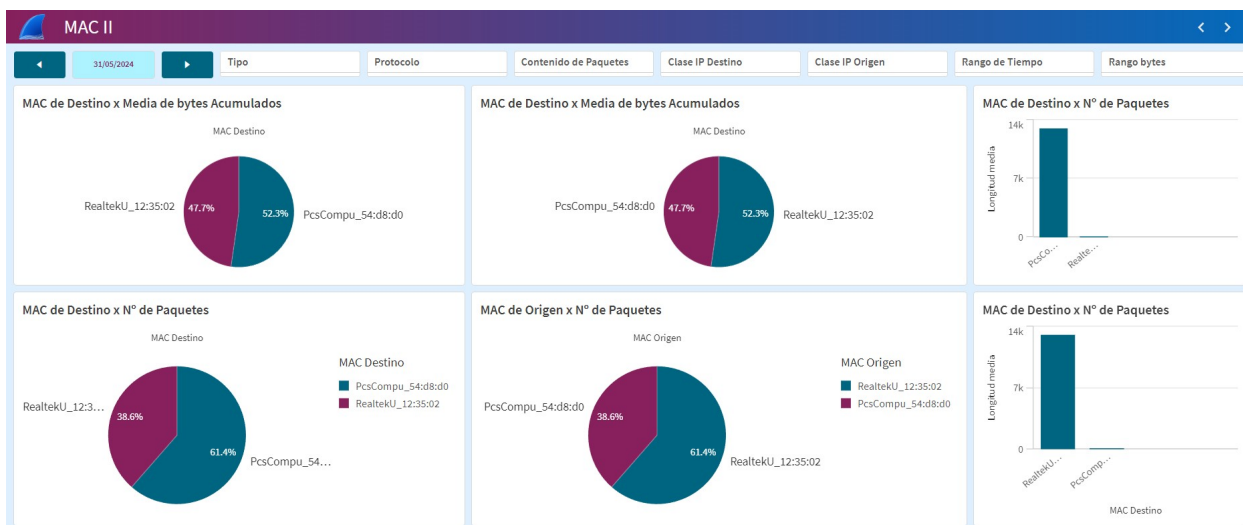 MAC II
31/05/2024
Tipo
Protocolo
Contenido de Paquetes
Clase IP Destino
Clase IP Origen
Rango de Tiempo
Rango bytes
MAC de Destino x Media de bytes Acumulados
MAC Destino
RealtekU_12:35:02
47.7%
52.3%
PcsCompu_54:d8:d0
MAC de Destino x Media de bytes Acumulados
MAC Destino
PcsCompu_54:d8:d0
47.7%
52.3%
RealtekU_12:35:02
MAC de Destino x Nº de Paquetes
Longitud media
14k
7k
0
PcsCo...
Realte...
MAC de Destino x Nº de Paquetes
MAC Destino
RealtekU_12:3...
38.6%
61.4%
PcsCompu_54...
MAC Destino
PcsCompu_54:d8:d0
RealtekU_12:35:02
MAC de Origen x Nº de Paquetes
MAC Origen
PcsCompu_54:d8:d0
38.6%
61.4%
RealtekU_12:35:02
MAC Origen
RealtekU_12:35:02
PcsCompu_54:d8:d0
MAC de Destino x Nº de Paquetes
Longitud media
14k
7k
0
RealtekU...
PcsComp...
MAC Destino